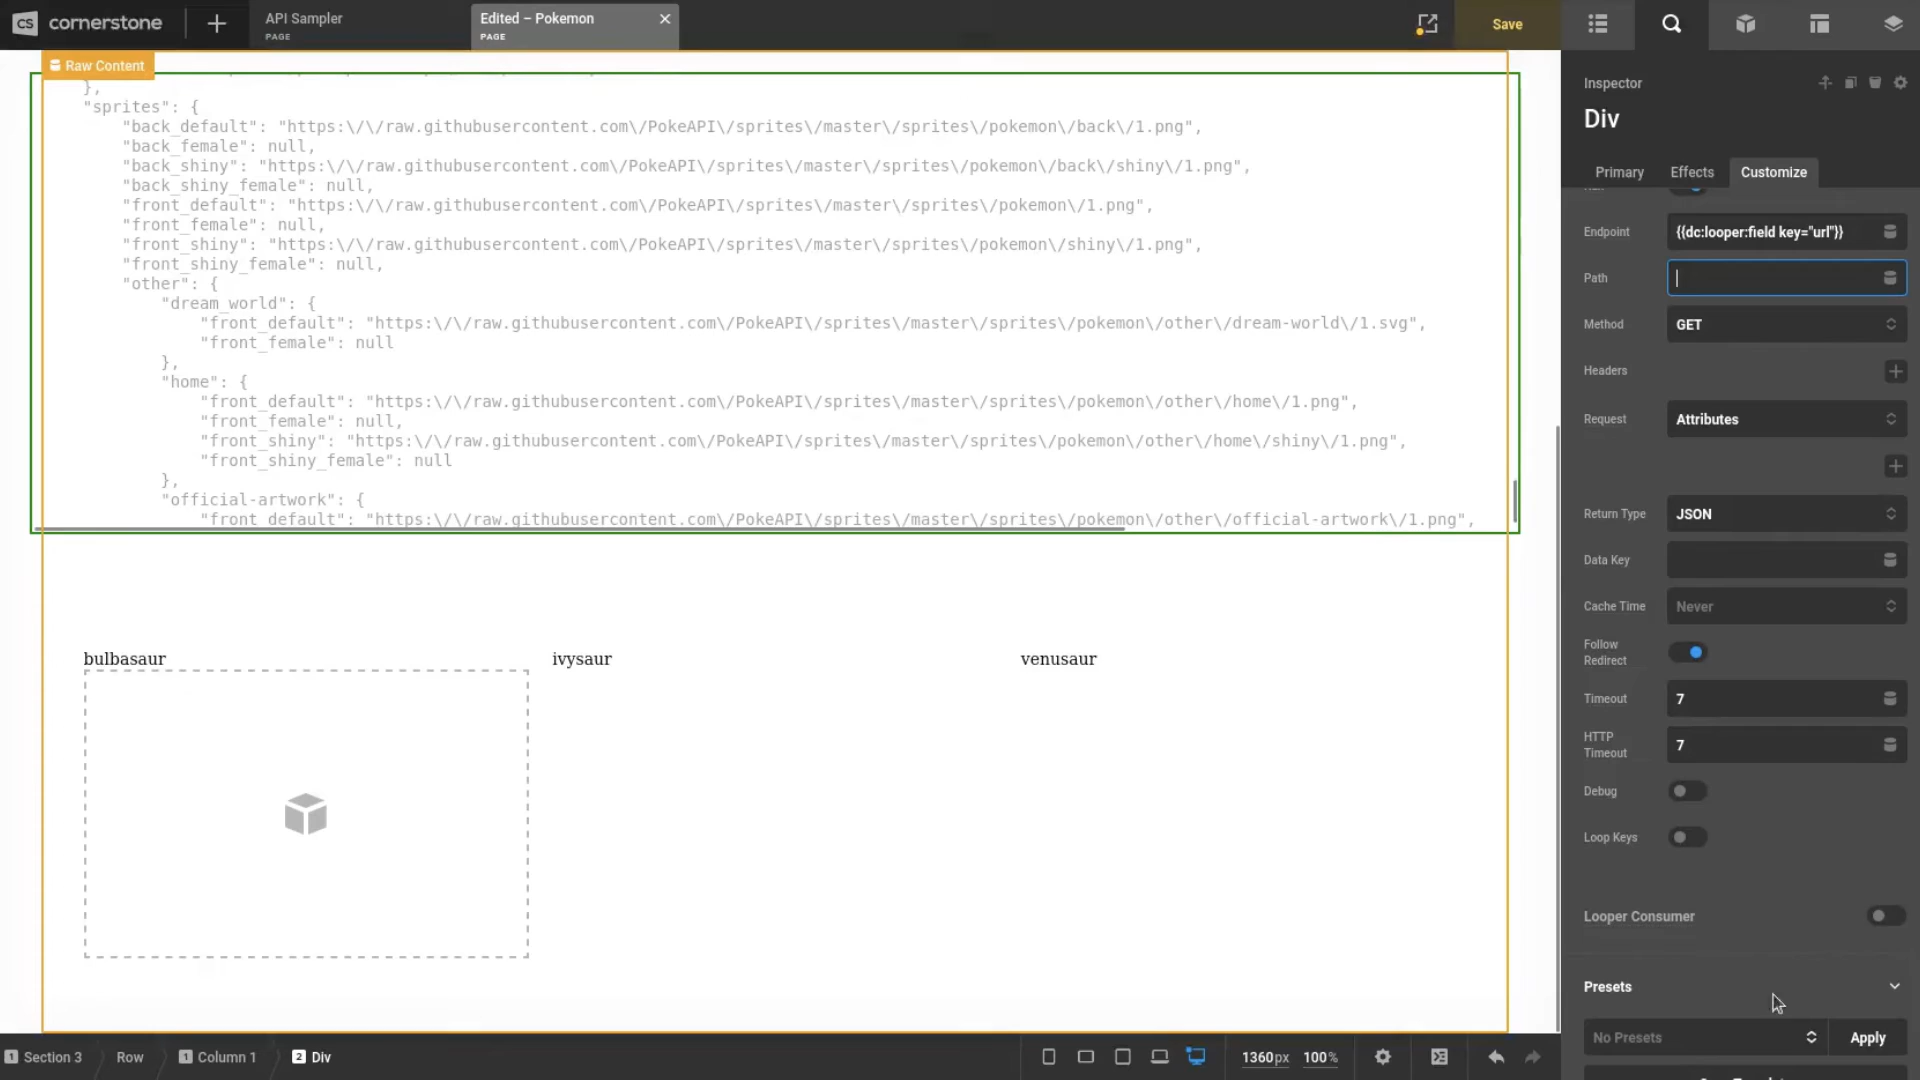 CS cornerstone
API Sampler
PAGE
Edited – Pokemon
PAGE
Save
Raw Content
},
"sprites": {
"back_default": "https:\/\/raw.githubusercontent.com\/PokeAPI\/sprites\/master\/sprites\/pokemon\/back\/1.png",
"back_female": null,
"back_shiny": "https:\/\/raw.githubusercontent.com\/PokeAPI\/sprites\/master\/sprites\/pokemon\/back\/shiny\/1.png",
"back_shiny_female": null,
"front_default": "https:\/\/raw.githubusercontent.com\/PokeAPI\/sprites\/master\/sprites\/pokemon\/1.png",
"front_female": null,
"front_shiny": "https:\/\/raw.githubusercontent.com\/PokeAPI\/sprites\/master\/sprites\/pokemon\/shiny\/1.png",
"front_shiny_female": null,
"other": {
"dream_world": {
"front_default": "https:\/\/raw.githubusercontent.com\/PokeAPI\/sprites\/master\/sprites\/pokemon\/other\/dream-world\/1.svg",
"front_female": null
},
"home": {
"front_default": "https:\/\/raw.githubusercontent.com\/PokeAPI\/sprites\/master\/sprites\/pokemon\/other\/home\/1.png",
"front_female": null,
"front_shiny": "https:\/\/raw.githubusercontent.com\/PokeAPI\/sprites\/master\/sprites\/pokemon\/other\/home\/shiny\/1.png",
"front_shiny_female": null
},
"official-artwork": {
"front_default": "https:\/\/raw.githubusercontent.com\/PokeAPI\/sprites\/master\/sprites\/pokemon\/other\/official-artwork\/1.png",
bulbasaur
ivysaur
venusaur
Inspector
Div
Primary Effects Customize
Endpoint {{dc:looper:field key="url"}}
Path
Method GET
Headers
Request Attributes
Return Type JSON
Data Key
Cache Time Never
Follow
Redirect
Timeout 7
HTTP
Timeout 7
Debug
Loop Keys
Looper Consumer
Presets
No Presets Apply
1 Section 3 Row 1 Column 1 2 Div
1360px 100%